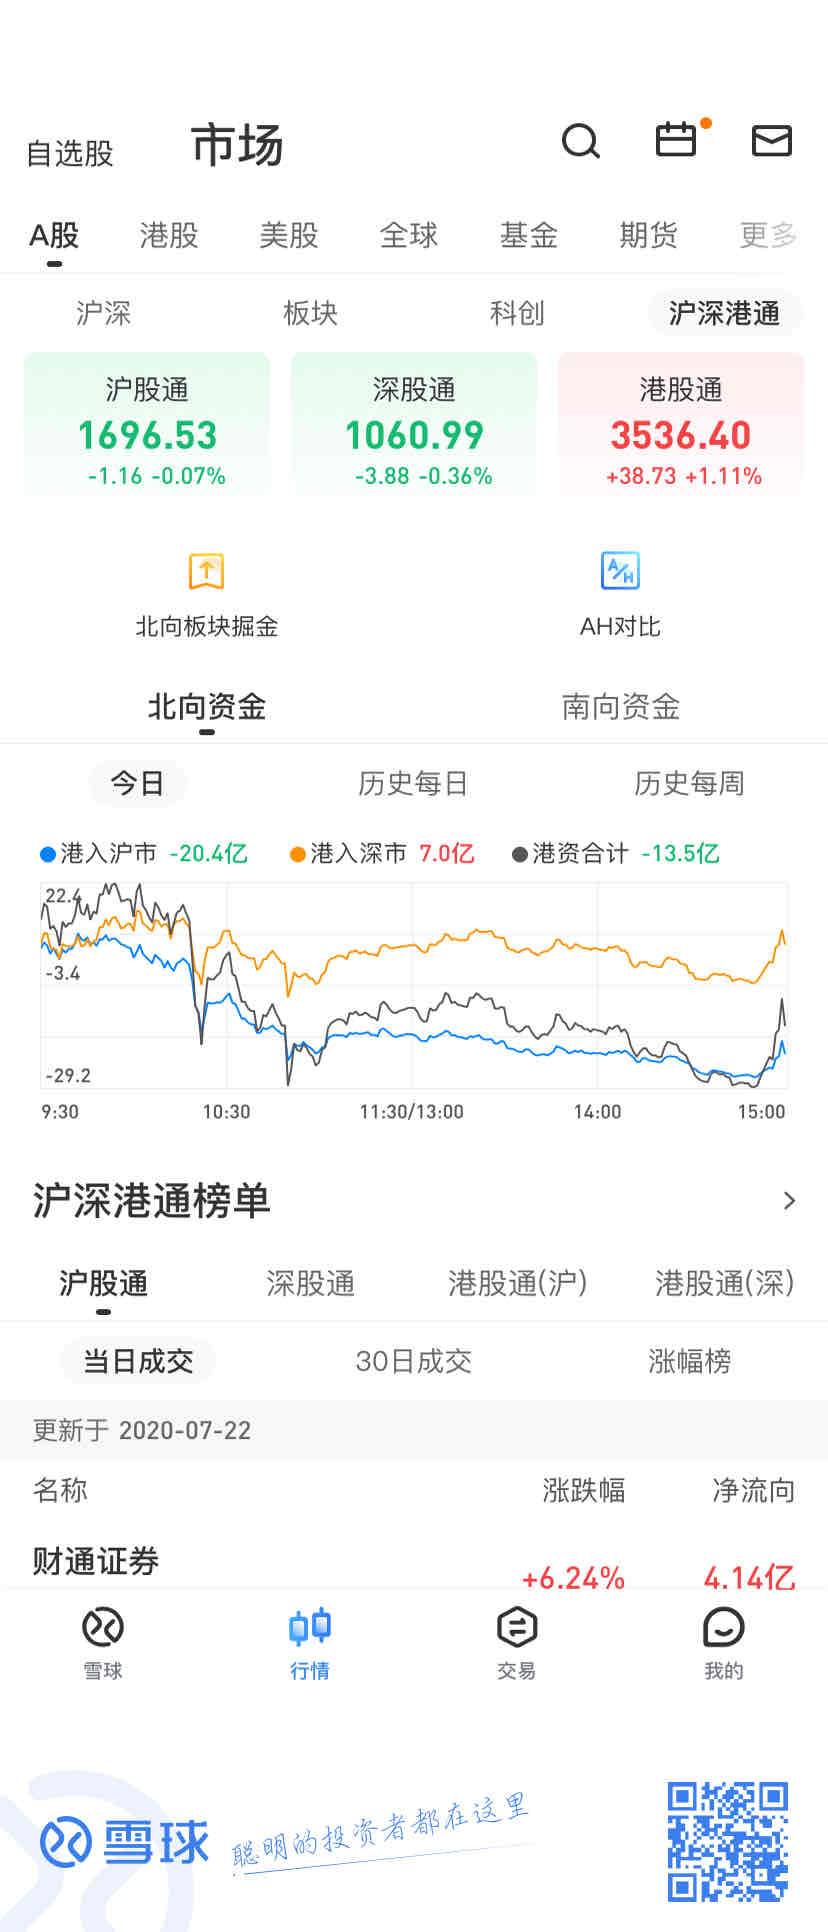 自选股 市场
A股 港股 美股 全球 基金 期货 更多
沪深 板块 科创 沪深港通
沪股通 深股通 港股通
1696.53 1060.99 3536.40
-1.16 -0.07% -3.88 -0.36% +38.73 +1.11%
A/H
北向板块掘金 AH对比
北向资金 南向资金
今日 历史每日 历史每周
港入沪市 -20.4亿 港入深市 7.0亿 港资合计 -13.5亿
22.4
-3.4
-29.2
9:30 10:30 11:30/13:00 14:00 15:00
沪深港通榜单
沪股通 深股通 港股通(沪) 港股通(深)
当日成交 30日成交 涨幅榜
更新于 2020-07-22
名称 涨跌幅 净流向
财通证券 +6.24% 4.14亿
雪球 行情 交易 我的
雪球 聪明的投资者都在这里